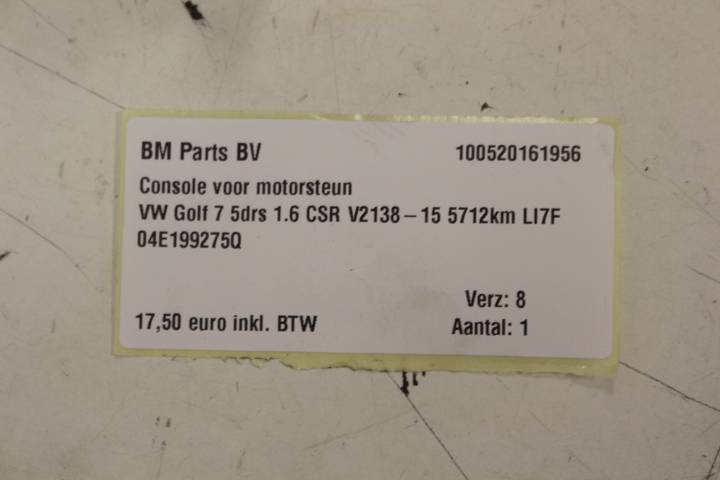 BM Parts BV 100520161956
Console voor motorsteun
VW Golf 7 5drs 1.6 CSR V2138-15 5712km LI7F
04E199275Q
Verz: 8
17,50 euro inkl. BTW Aantal: 1